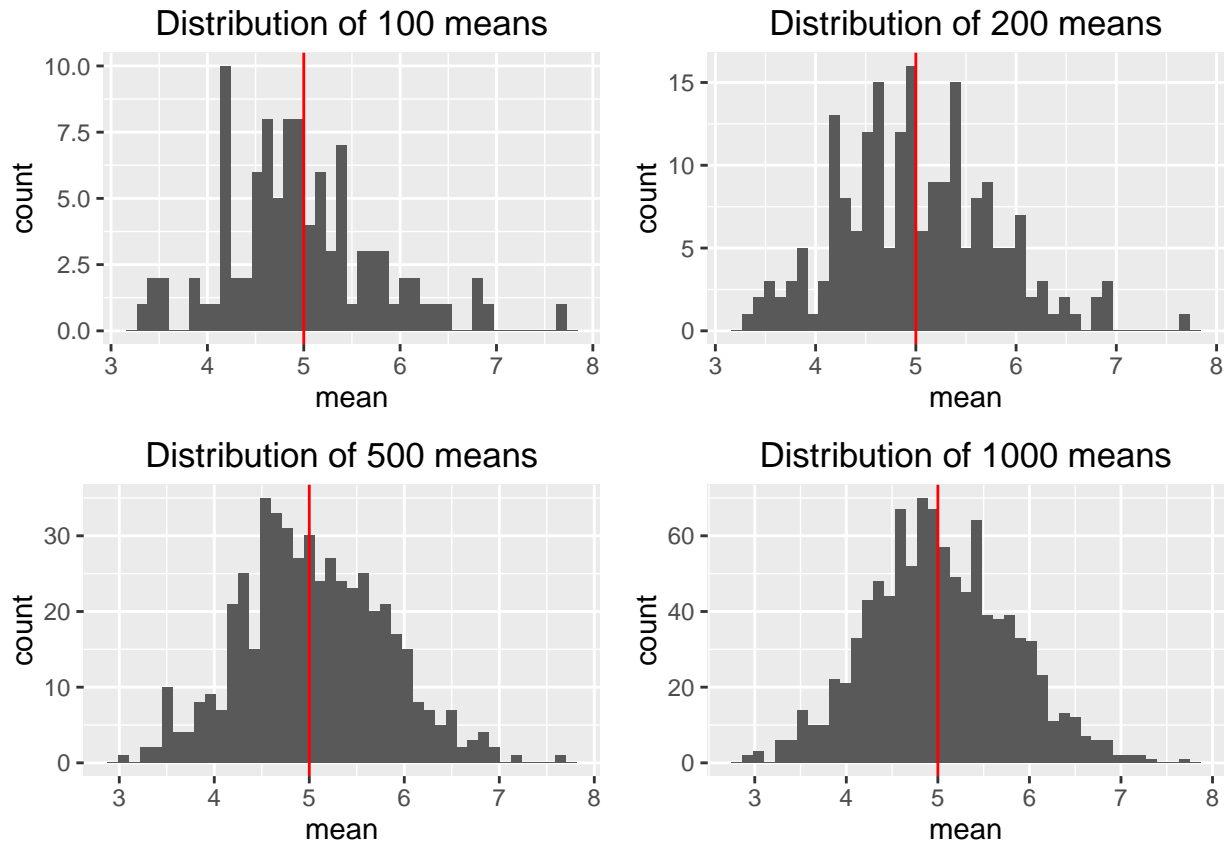 Distribution of 100 means
10.0
7.5
5.0
2.5
0.0
count
3 4 5 6 7 8
mean
Distribution of 200 means
15
10
5
0
count
3 4 5 6 7 8
mean
Distribution of 500 means
30
20
10
0
count
3 4 5 6 7 8
mean
Distribution of 1000 means
60
40
20
0
count
3 4 5 6 7 8
mean